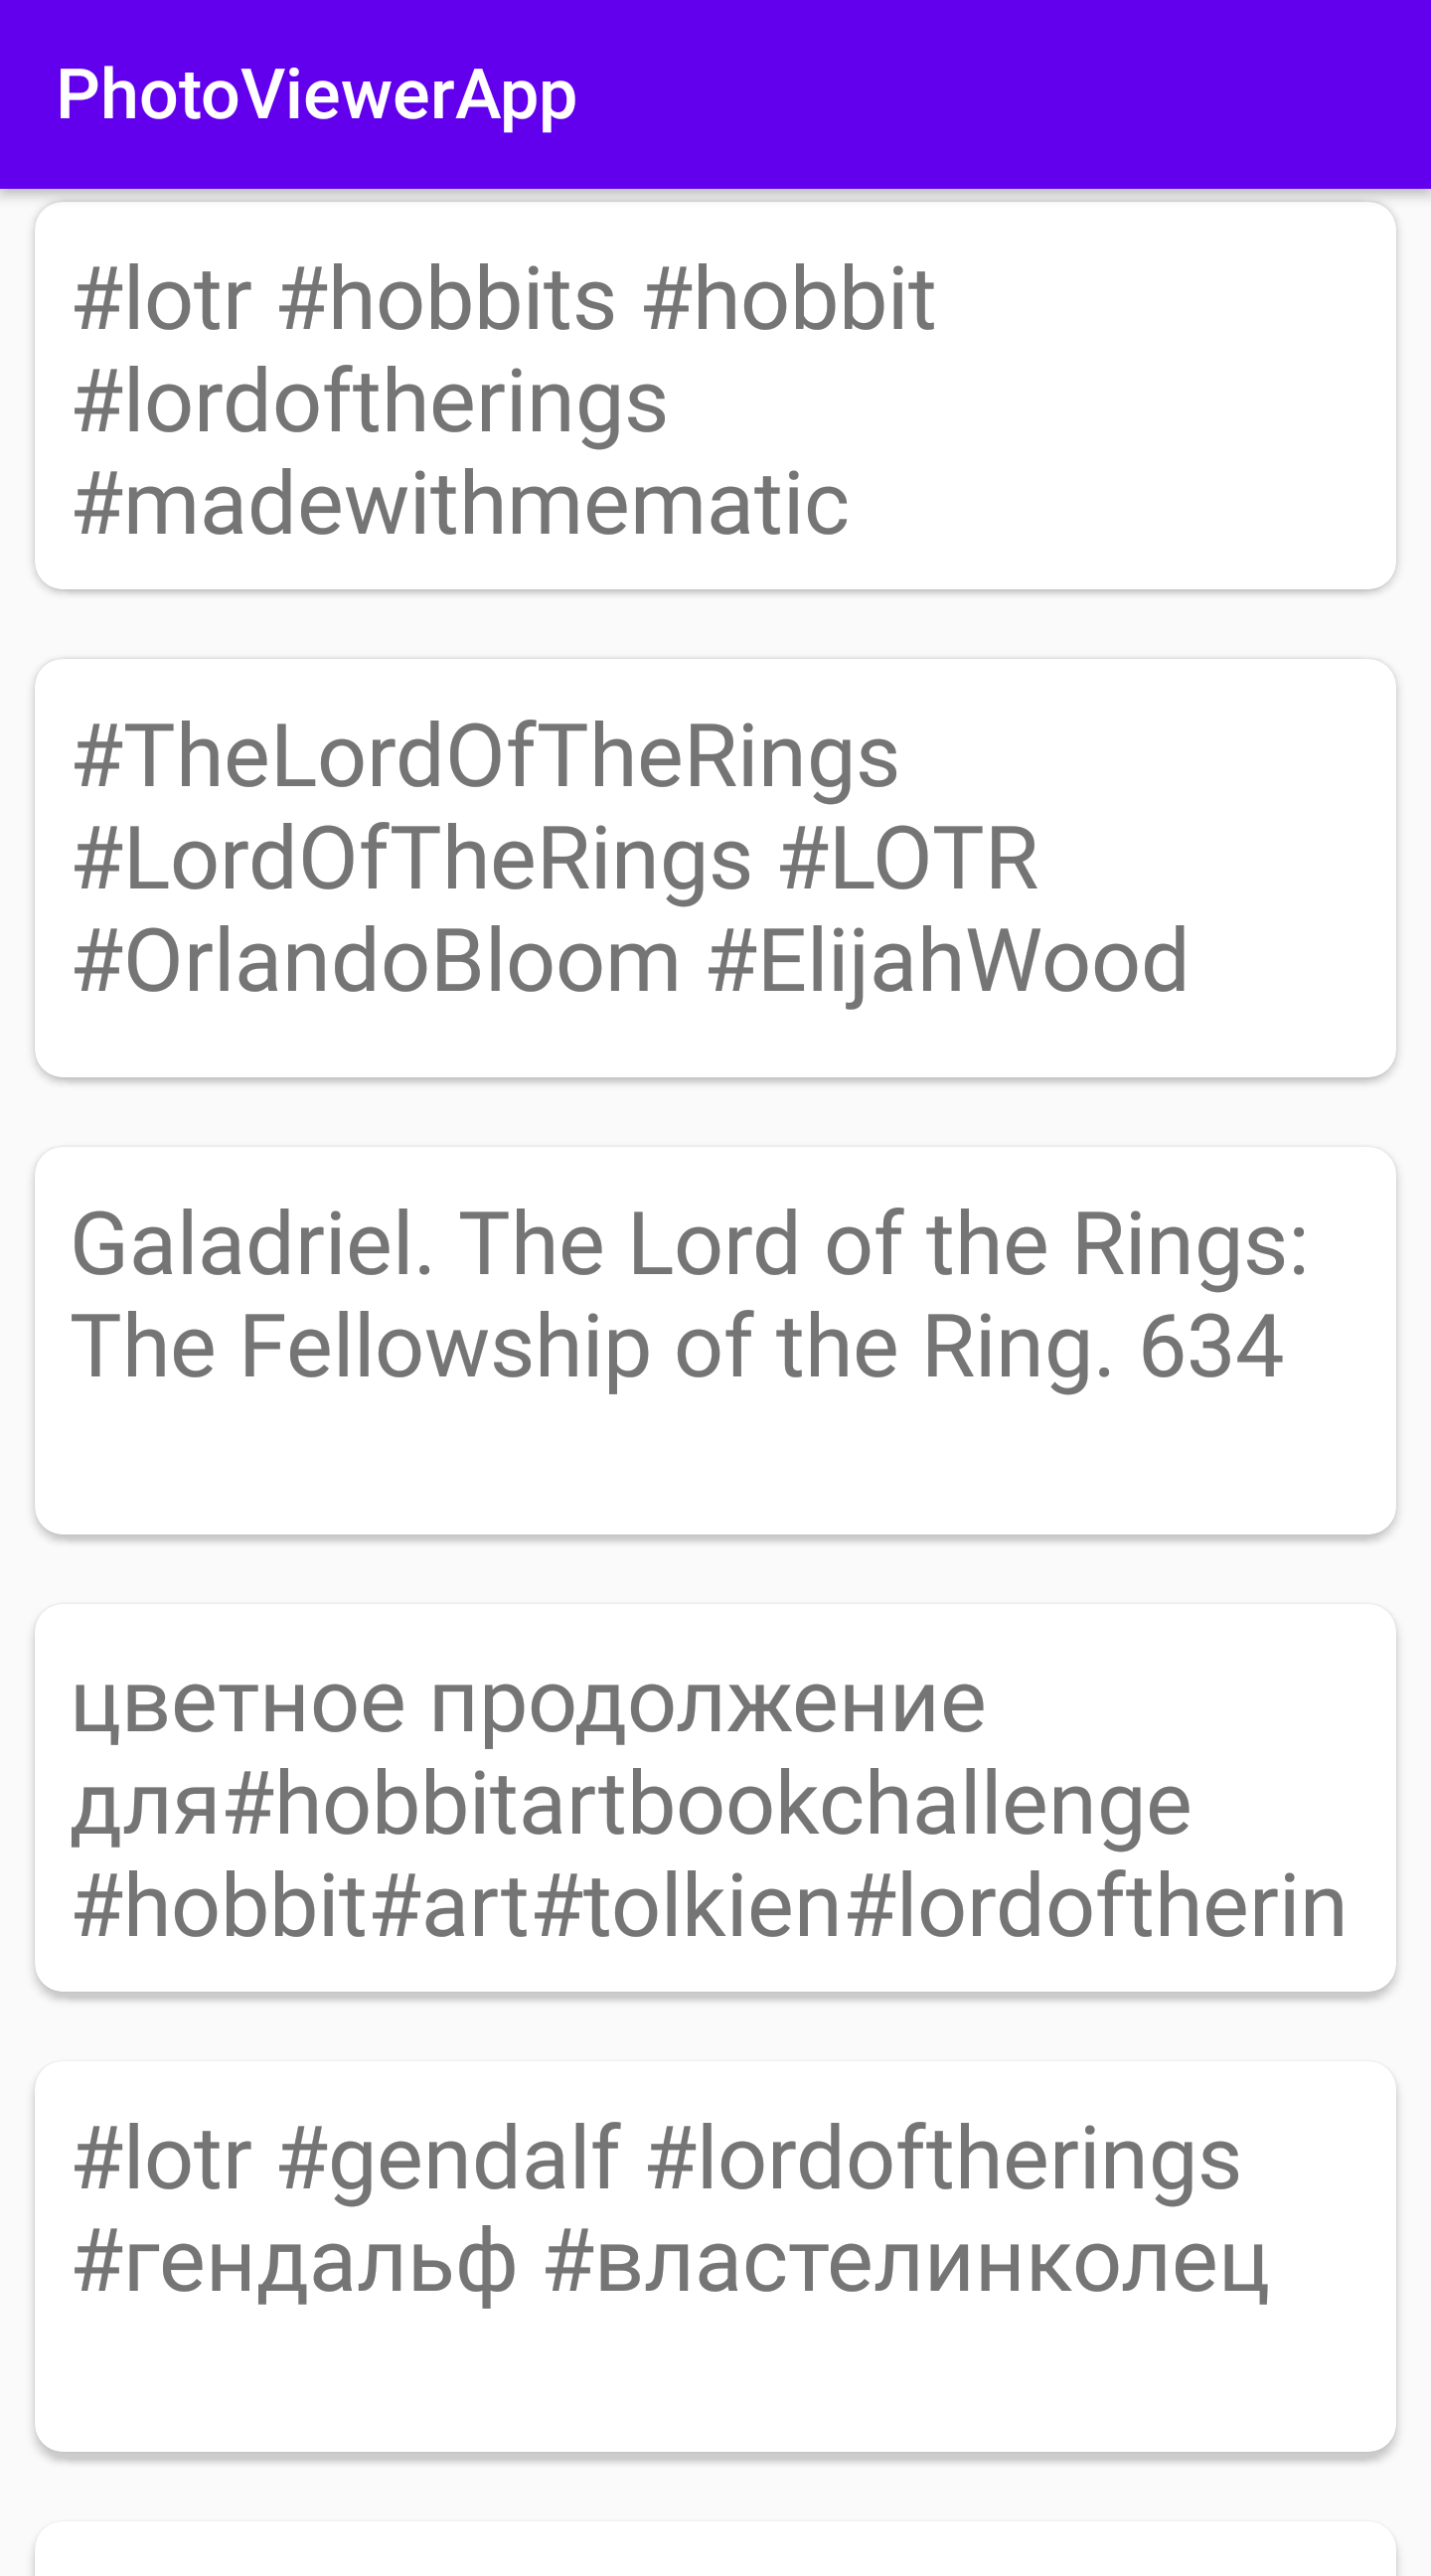 PhotoViewerApp
#lotr #hobbits #hobbit
#lordoftherings
#madewithmematic
#TheLordOfTheRings
#LordOfTheRings #LOTR
#OrlandoBloom #ElijahWood
Galadriel. The Lord of the Rings:
The Fellowship of the Ring. 634
цветное продолжение
для#hobbitartbookchallenge
#hobbit#art#tolkien#lordoftherin
#lotr #gendalf #lordoftherings
#гендальф #властелинколец